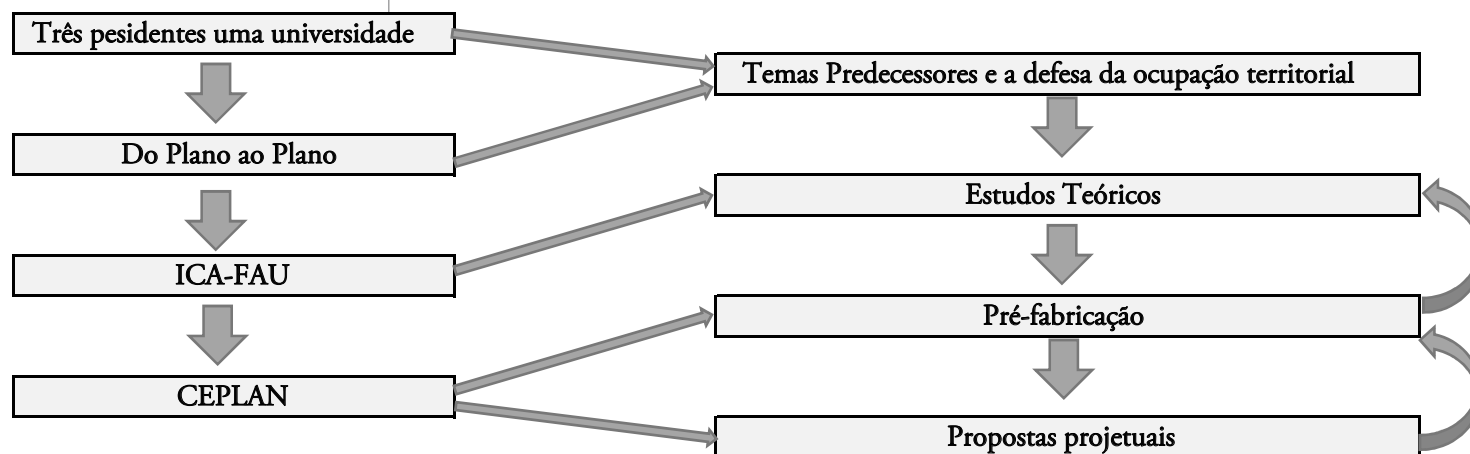 Três pesidentes uma universidade
Do Plano ao Plano
ICA-FAU
CEPLAN
Temas Predecessores e a defesa da ocupação territorial
Estudos Teóricos
Pré-fabricação
Propostas projetuais